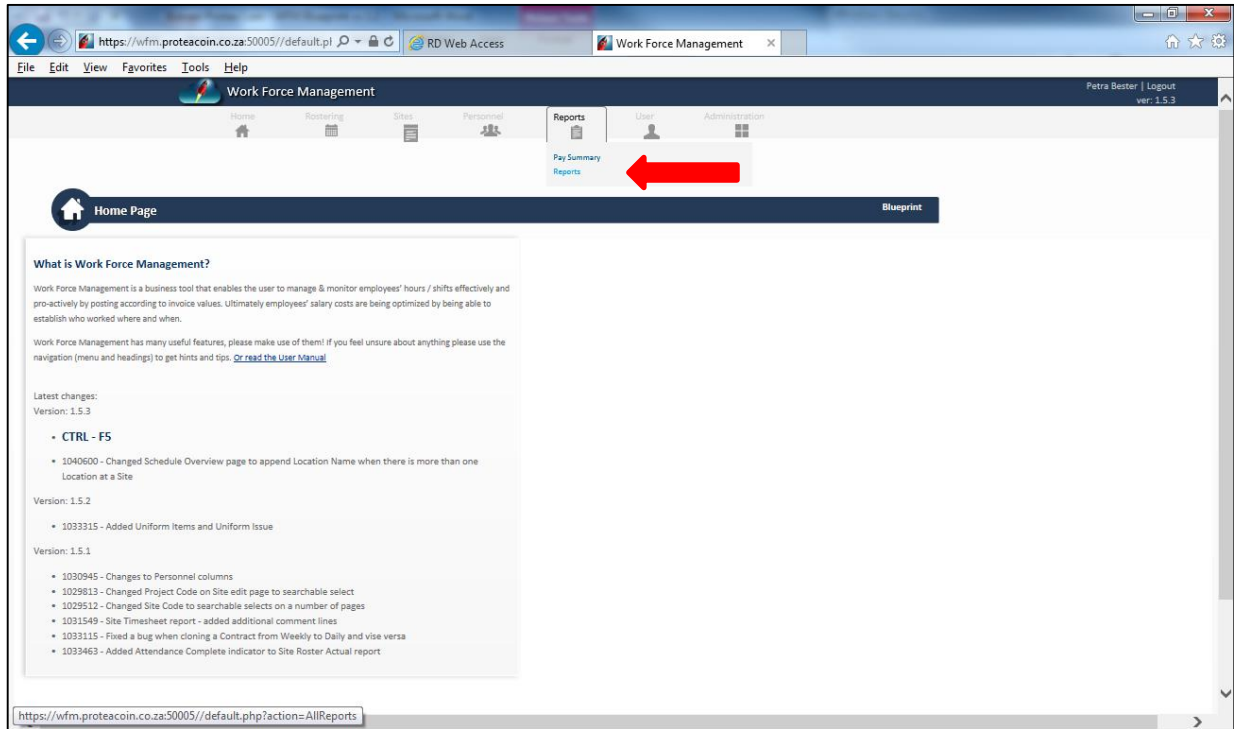 https://wfm.proteacoin.co.za:50005//default.pl
RD Web Access
Work Force Management
File Edit View Favorites Tools Help
Work Force Management
Petra Bester | Logout
ver: 1.5.3
Home Rostering Sites Personnel Reports User Administration
Pay Summary
Reports
Home Page
Blueprint
What is Work Force Management?
Work Force Management is a business tool that enables the user to manage & monitor employees' hours / shifts effectively and
pro-actively by posting according to invoice values. Ultimately employees' salary costs are being optimized by being able to
establish who worked where and when.
Work Force Management has many useful features, please make use of them! If you feel unsure about anything please use the
navigation (menu and headings) to get hints and tips. Or read the User Manual
Latest changes:
Version: 1.5.3
• CTRL - F5
• 1040600 - Changed Schedule Overview page to append Location Name when there is more than one
Location at a Site
Version: 1.5.2
• 1033315 - Added Uniform Items and Uniform Issue
Version: 1.5.1
• 1030945 - Changes to Personnel columns
• 1029813 - Changed Project Code on Site edit page to searchable select
• 1029512 - Changed Site Code to searchable selects on a number of pages
• 1031549 - Site Timesheet report - added additional comment lines
• 1033115 - Fixed a bug when cloning a Contract from Weekly to Daily and vise versa
• 1033463 - Added Attendance Complete indicator to Site Roster Actual report
https://wfm.proteacoin.co.za:50005//default.php?action=AllReports